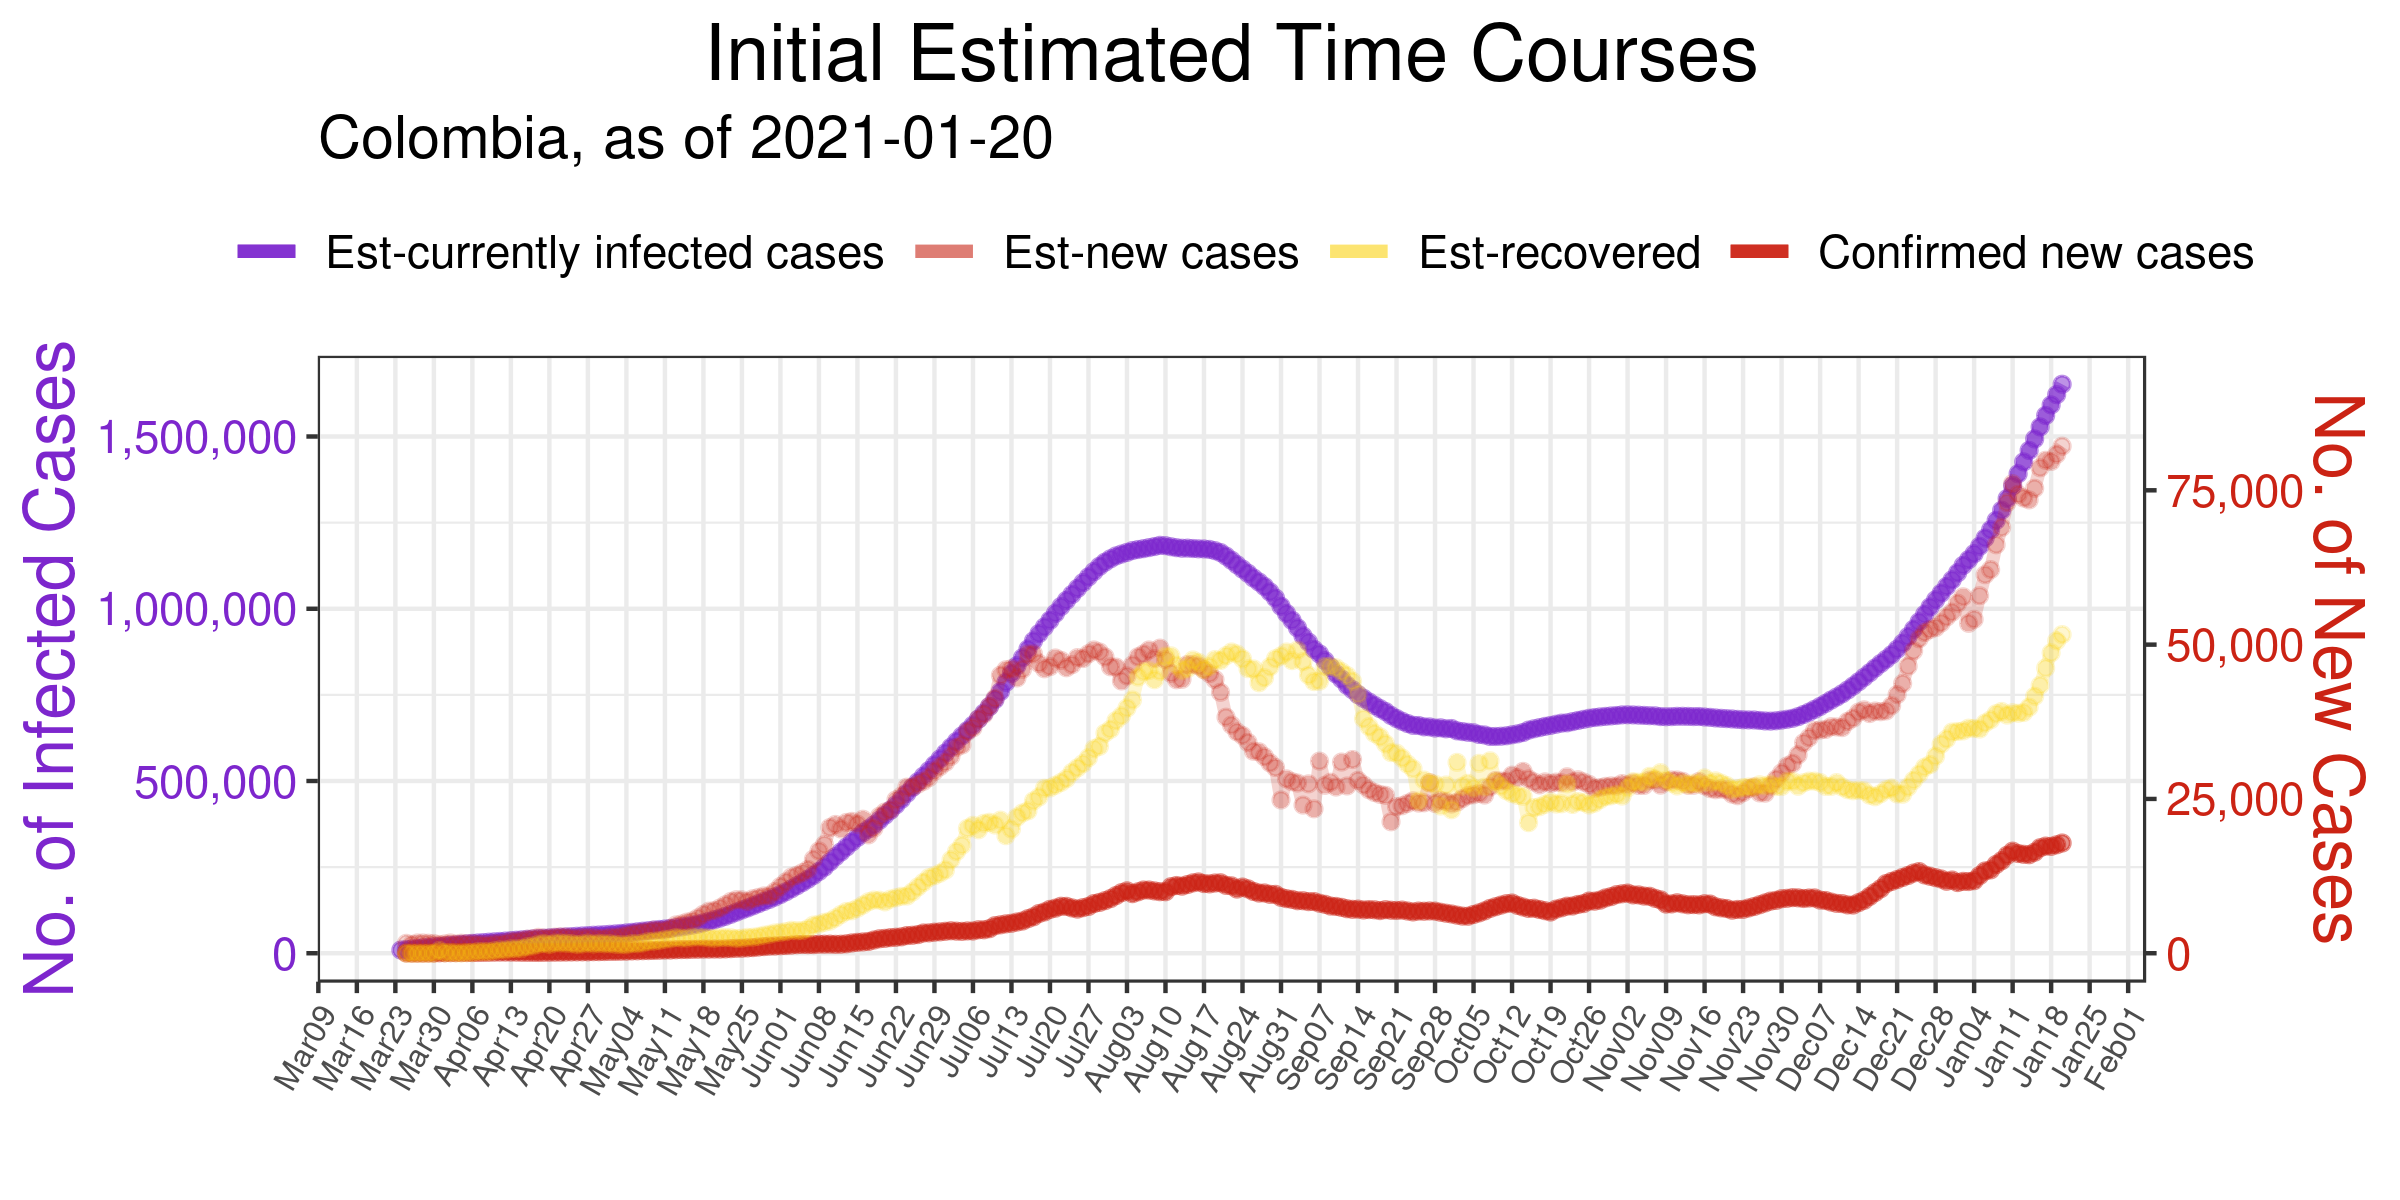 Initial Estimated Time Courses
Colombia, as of 2021-01-20
Est-currently infected cases Est-new cases Est-recovered Confirmed new cases
No. of Infected Cases
1,500,000
1,000,000
500,000
0
75,000
50,000
25,000
0
No. of New Cases
Mar09 Mar16 Mar23 Mar30 Apr06 Apr13 Apr20 Apr27 May04 May11 May18 May25 Jun01 Jun08 Jun15 Jun22 Jun29 Jul06 Jul13 Jul20 Jul27 Aug03 Aug10 Aug17 Aug24 Aug31 Sep07 Sep14 Sep21 Sep28 Oct05 Oct12 Oct19 Oct26 Nov02 Nov09 Nov16 Nov23 Nov30 Dec07 Dec14 Dec21 Dec28 Jan04 Jan11 Jan18 Jan25 Feb01